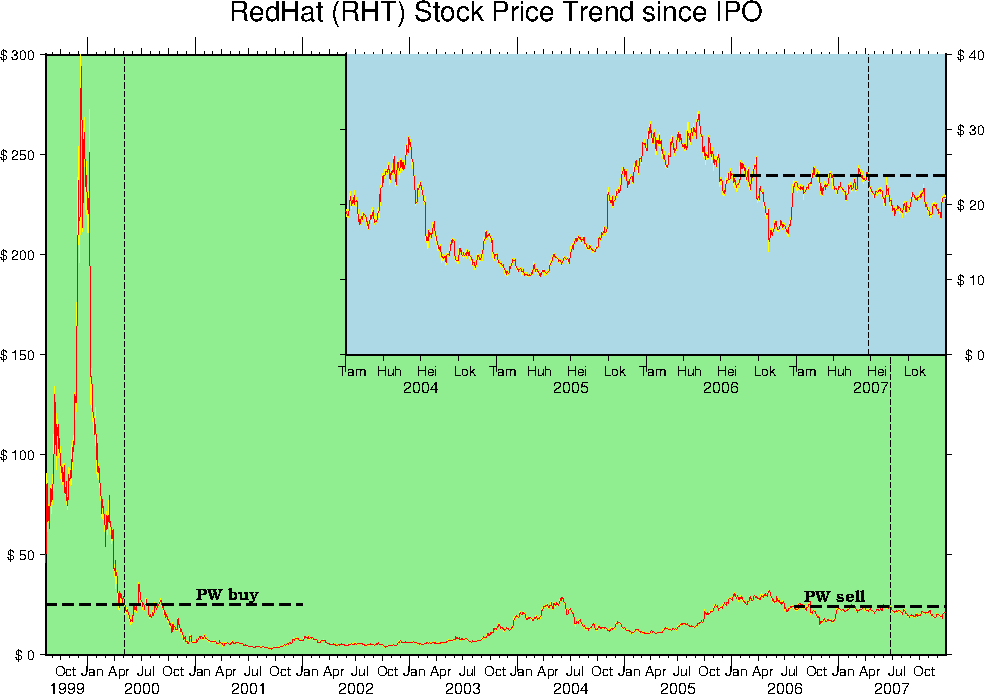 RedHat (RHT) Stock Price Trend since IPO
$ 300
$ 250
$ 200
$ 150
$ 100
$ 50
$ 0
$ 40
$ 30
$ 20
$ 10
$ 0
Tam Huh Hei Lok Tam Huh Hei Lok Tam Huh Hei Lok Tam Huh Hei Lok
2004 2005 2006 2007
PW buy
PW sell
Oct Jan Apr Jul Oct Jan Apr Jul Oct Jan Apr Jul Oct Jan Apr Jul Oct Jan Apr Jul Oct Jan Apr Jul Oct Jan Apr Jul Oct Jan Apr Jul Oct
1999 2000 2001 2002 2003 2004 2005 2006 2007